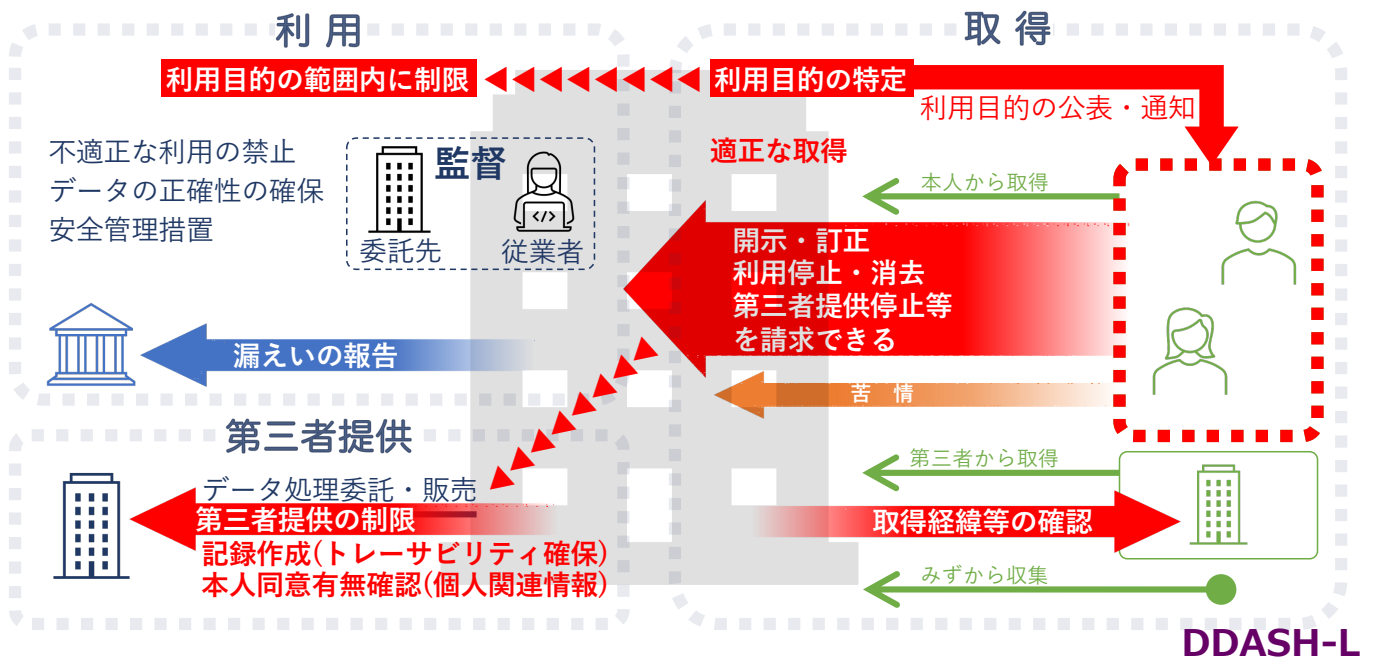 利用
取得
利用目的の範囲内に制限
利用目的の特定
利用目的の公表・通知
不適正な利用の禁止
データの正確性の確保
安全管理措置
監督
委託先
従業者
適正な取得
本人から取得
開示・訂正
利用停止・消去
第三者提供停止等
を請求できる
漏えいの報告
苦情
第三者提供
データ処理委託・販売
第三者提供の制限
記録作成(トレーサビリティ確保)
本人同意有無確認(個人関連情報)
第三者から取得
取得経緯等の確認
みずから収集
DDASH-L